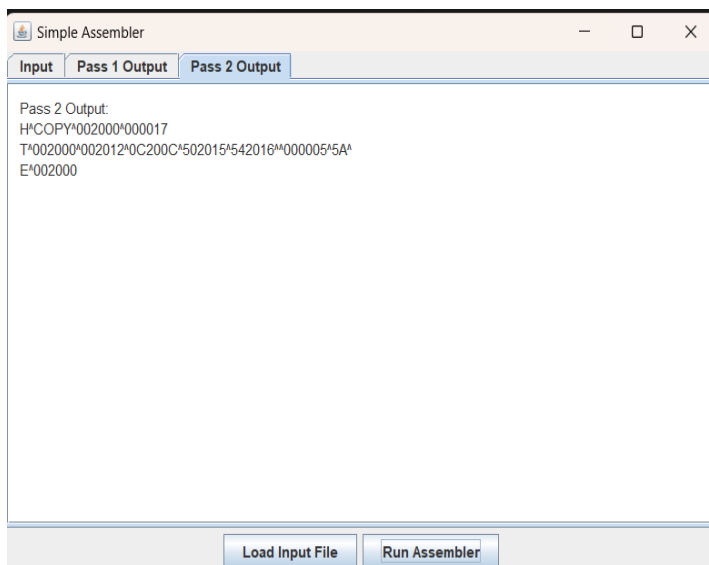 Simple Assembler
Input Pass 1 Output Pass 2 Output
Pass 2 Output:
H^COPY^002000^000017
T^002000^002012^0C200C^502015^542016^^000005^5A^
E^002000
Load Input File Run Assembler